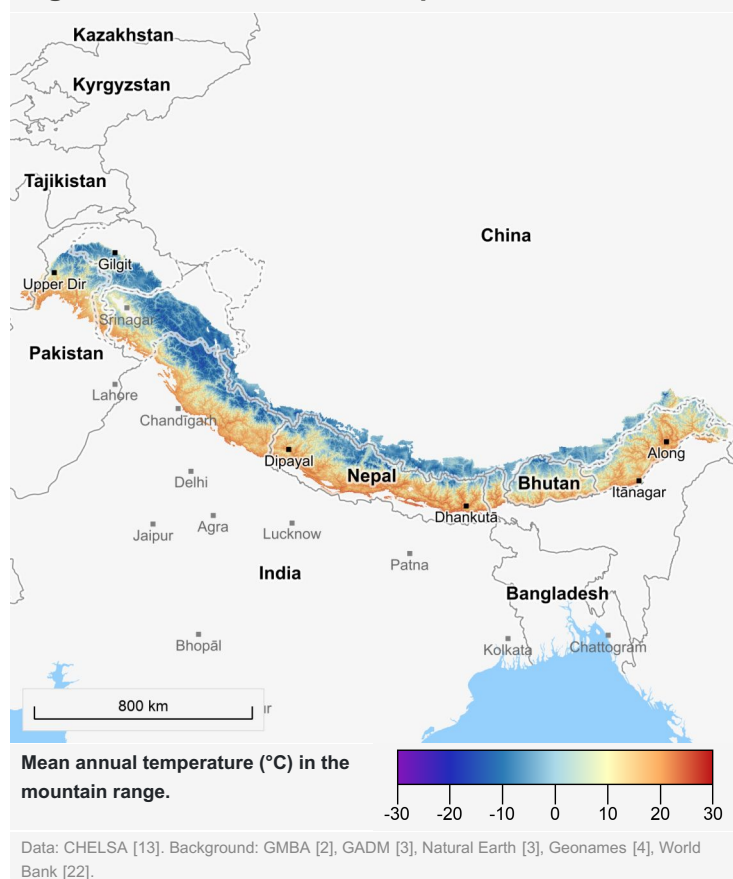 Kazakhstan
Kyrgyzstan
Tajikistan
China
Gilgit
Upper Dir
Srinagar
Pakistan
Lahore
Chandīgarh
Along
Dipayal
Nepal
Delhi
Bhutan
Itānagar
Dhankutā
Agra
Jaipur
Lucknow
Patna
India
Bangladesh
Bhopāl
Kolkata
Chattogram
800 km
Mean annual temperature (°C) in the
mountain range.
-30 -20 -10 0 10 20 30
Data: CHELSA [13]. Background: GMBA [2], GADM [3], Natural Earth [3], Geonames [4], World
Bank [22].